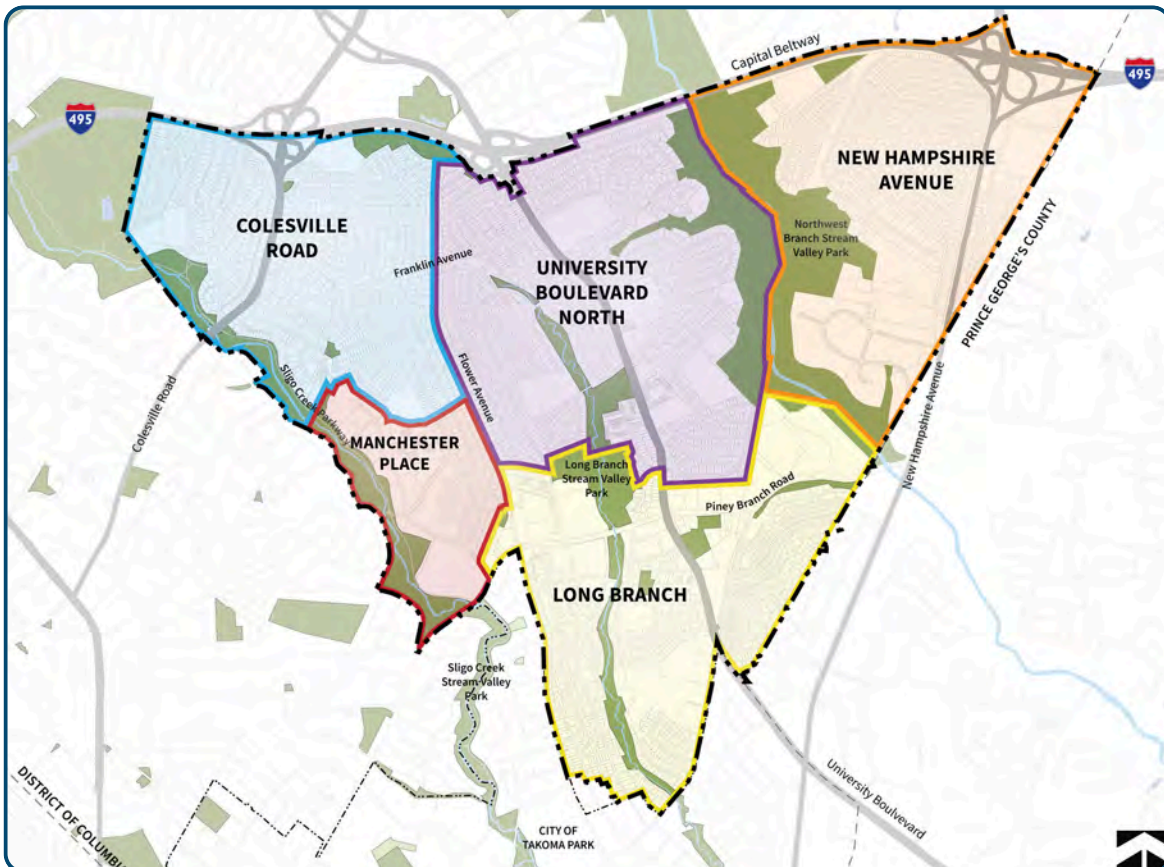 Capital Beltway
495
495
NEW HAMPSHIRE
AVENUE
COLESVILLE
ROAD
Northwest
Branch Stream
Valley Park
Franklin Avenue
UNIVERSITY
BOULEVARD
NORTH
PRINCE GEORGE'S COUNTY
Flower Avenue
Sligo Creek Parkway
Colesville Road
New Hampshire Avenue
MANCHESTER
PLACE
Long Branch
Stream Valley
Park
Piney Branch Road
LONG BRANCH
Sligo Creek
Stream Valley
Park
University Boulvevard
DISTRICT OF COLUMBI
CITY OF
TAKOMA PARK